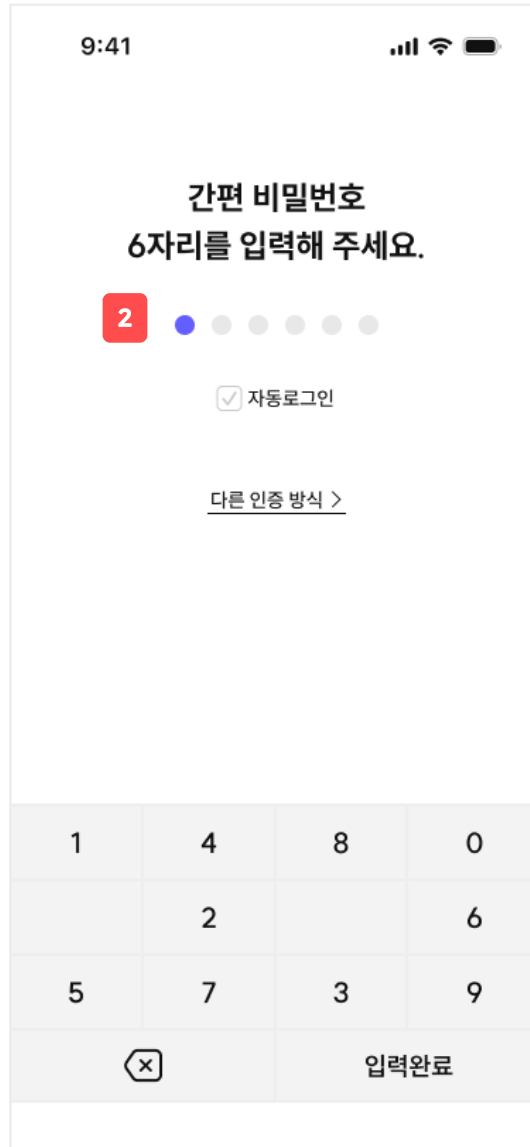 9:41
간편 비밀번호
6자리를 입력해 주세요.
2
자동로그인
다른 인증 방식 >
1 4 8 0
2 6
5 7 3 9
입력완료